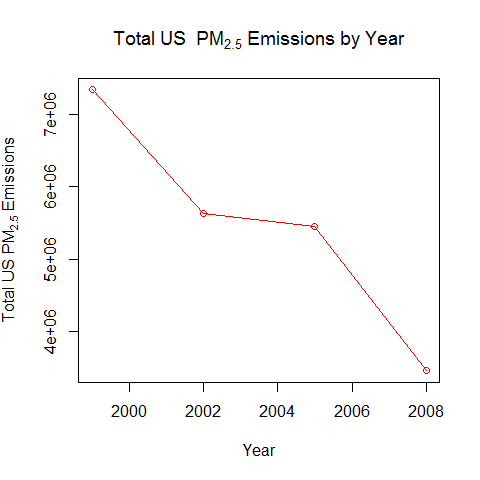 Total US  PM2.5 Emissions by Year
Total US PM2.5 Emissions
7e+06
6e+06
5e+06
4e+06
2000 2002 2004 2006 2008
Year